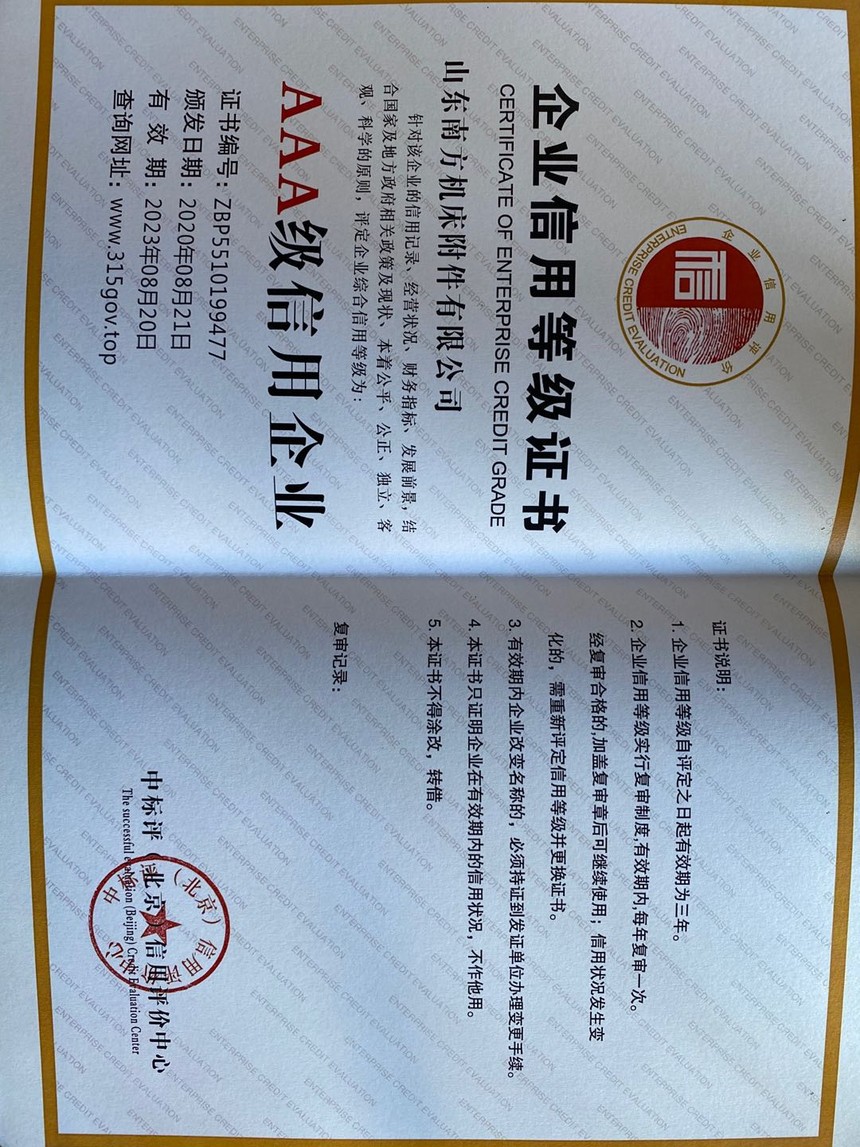 企业信用评价
ENTERPRISE CREDIT EVALUATION
信
企业信用等级证书
CERTIFICATE OF ENTERPRISE CREDIT GRADE
山东南方机床附件有限公司
针对该企业的信用记录、经营状况、财务指标、发展前景，结
合国家及地方政府相关政策及现状、本着公平、公正、独立、客
观、科学的原则，评定企业综合信用等级为：
AAA级信用企业
证书编号：ZBP5510199477
颁发日期：2020年08月21日
有 效 期：2023年08月20日
查询网址：www.315gov.top
证书说明：
1. 企业信用等级自评定之日起有效期为三年。
2. 企业信用等级实行复审制度,有效期内,每年复审一次。
经复审合格的,加盖复审章后可继续使用；信用状况发生变
化的，需重新评定信用等级并更换证书。
3. 有效期内企业改变名称的，必须持证到发证单位办理变更手续。
4. 本证书只证明企业在有效期内的信用状况，不作他用。
5. 本证书不得涂改，转借。
复审记录：
中标评（北京）信用评价中心
The successful evaluation (Beijing) Credit Evaluation Center